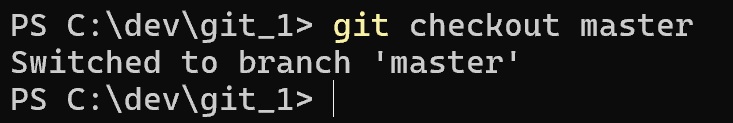 PS C:\dev\git_1> git checkout master
Switched to branch 'master'
PS C:\dev\git_1>